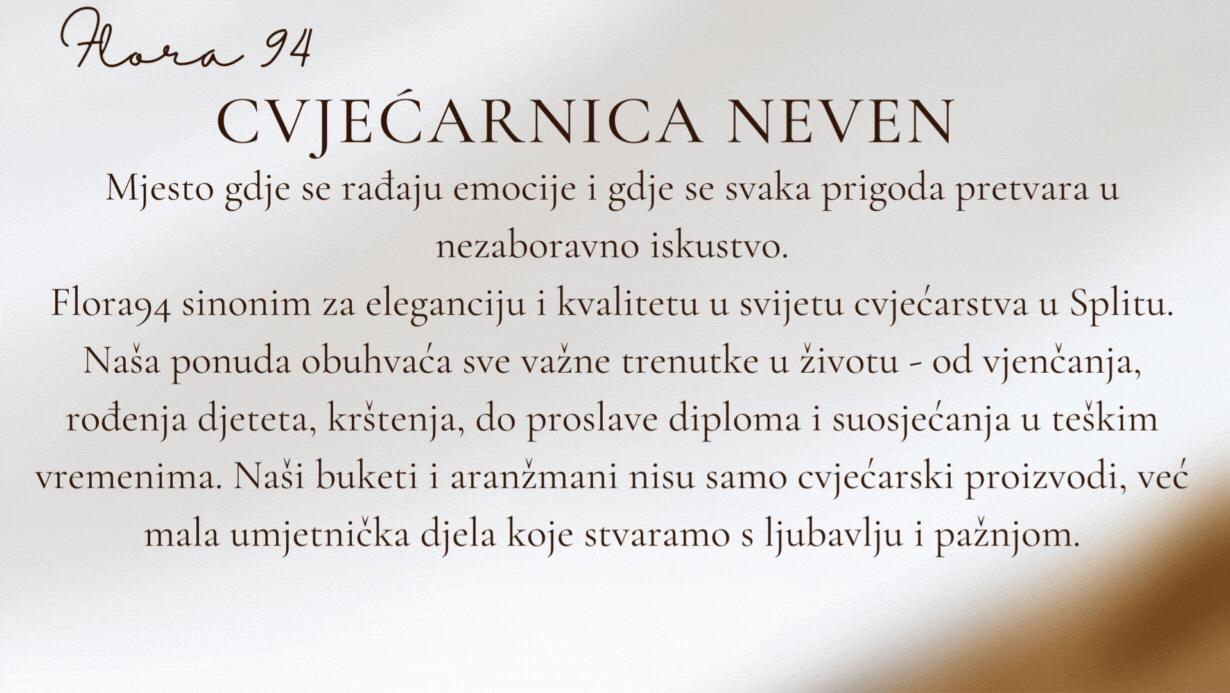 Flora 94
CVJEĆARNICA NEVEN
Mjesto gdje se rađaju emocije i gdje se svaka prigoda pretvara u
nezaboravno iskustvo.
Flora94 sinonim za eleganciju i kvalitetu u svijetu cvjećarstva u Splitu.
Naša ponuda obuhvaća sve važne trenutke u životu - od vjenčanja,
rođenja djeteta, krštenja, do proslave diploma i suosjećanja u teškim
vremenima. Naši buketi i aranžmani nisu samo cvjećarski proizvodi, već
mala umjetnička djela koje stvaramo s ljubavlju i pažnjom.